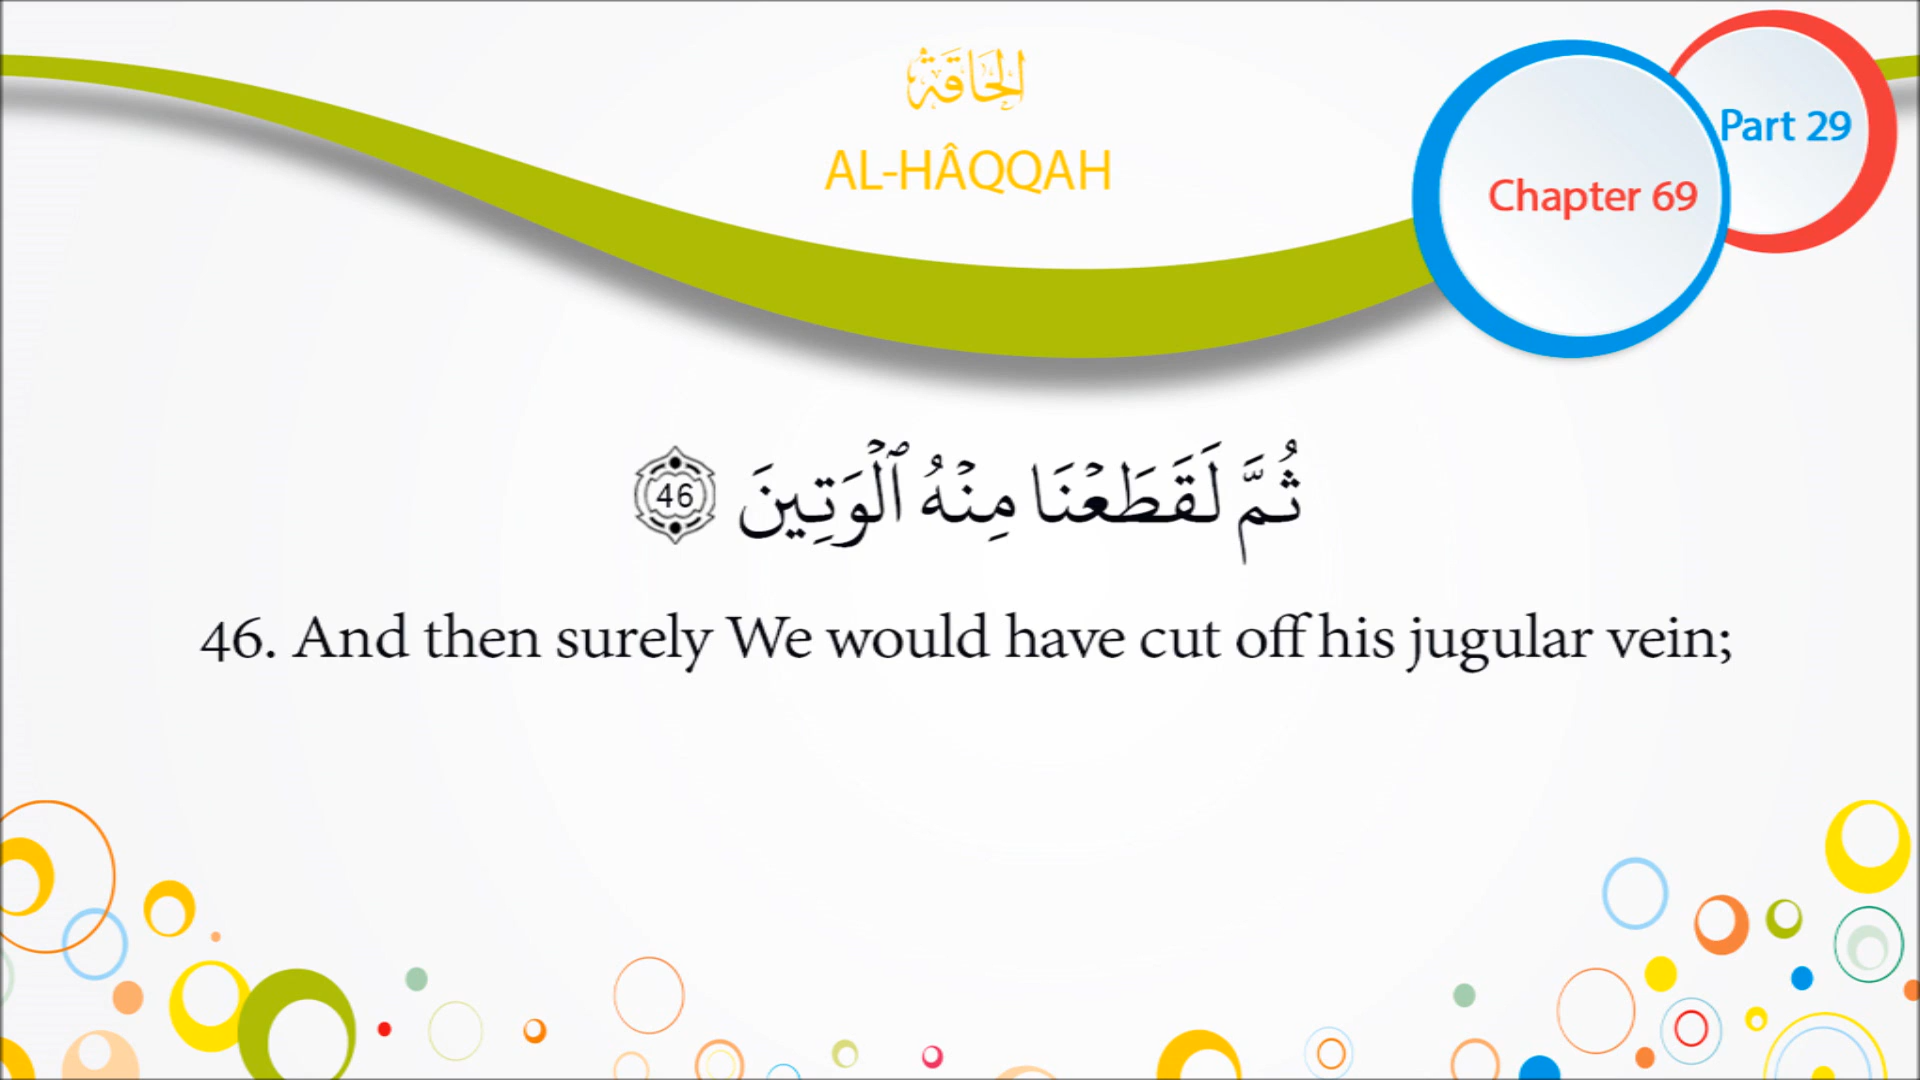 الحاقة
AL-HÂQQAH
Part 29
Chapter 69
ثُمَّ لَقَطَعْنَا مِنْهُ ٱلْوَتِينَ 46
46. And then surely We would have cut off his jugular vein;